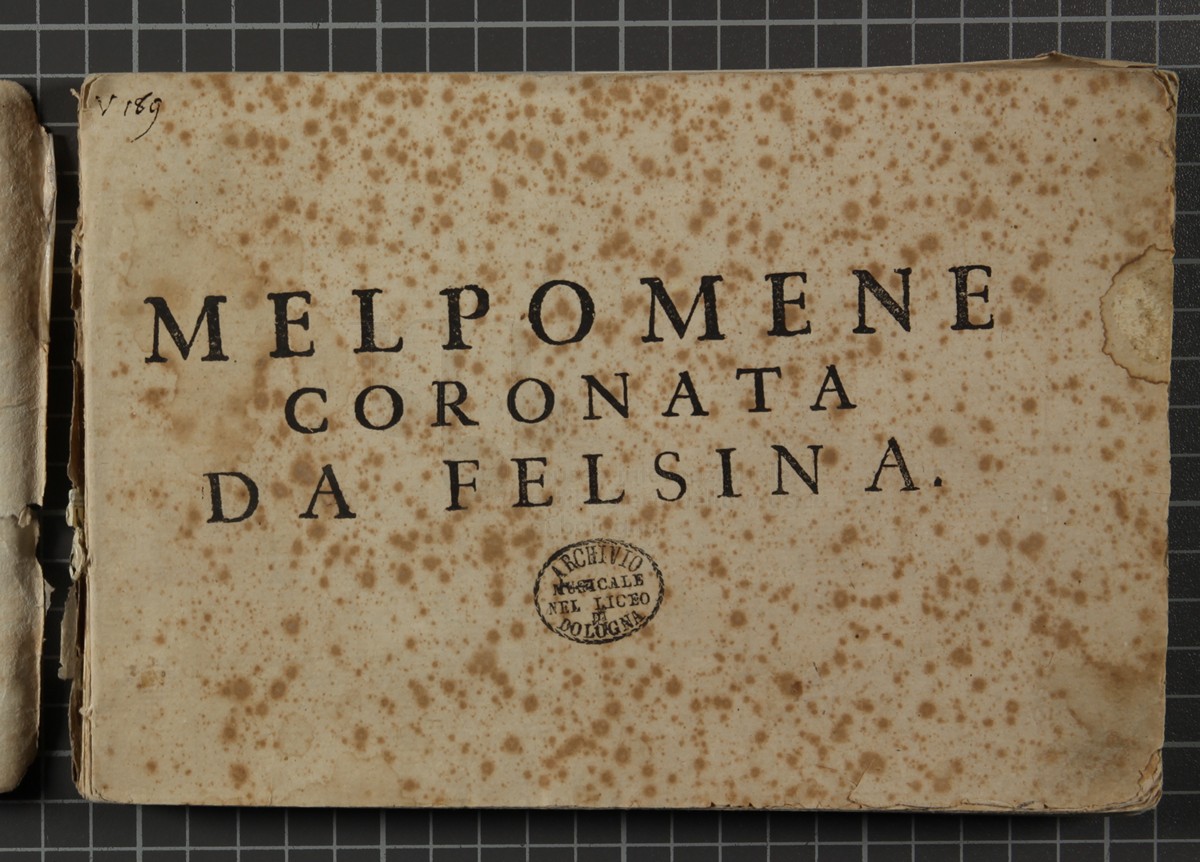 V 189
MELPOMENE
CORONATA
DA FELSINA.
ARCHIVIO
MUSICALE
NEL LICEO
DI
BOLOGNA